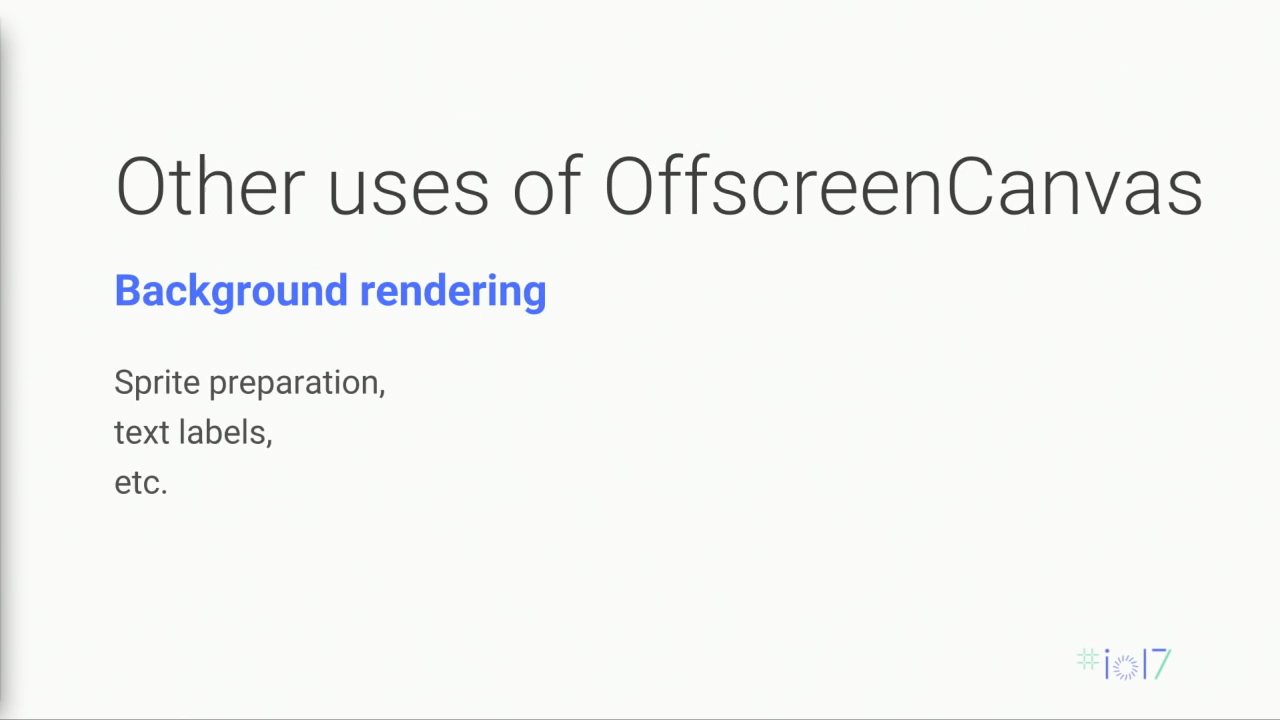 Other uses of OffscreenCanvas
Background rendering
Sprite preparation,
text labels,
etc.
#io17